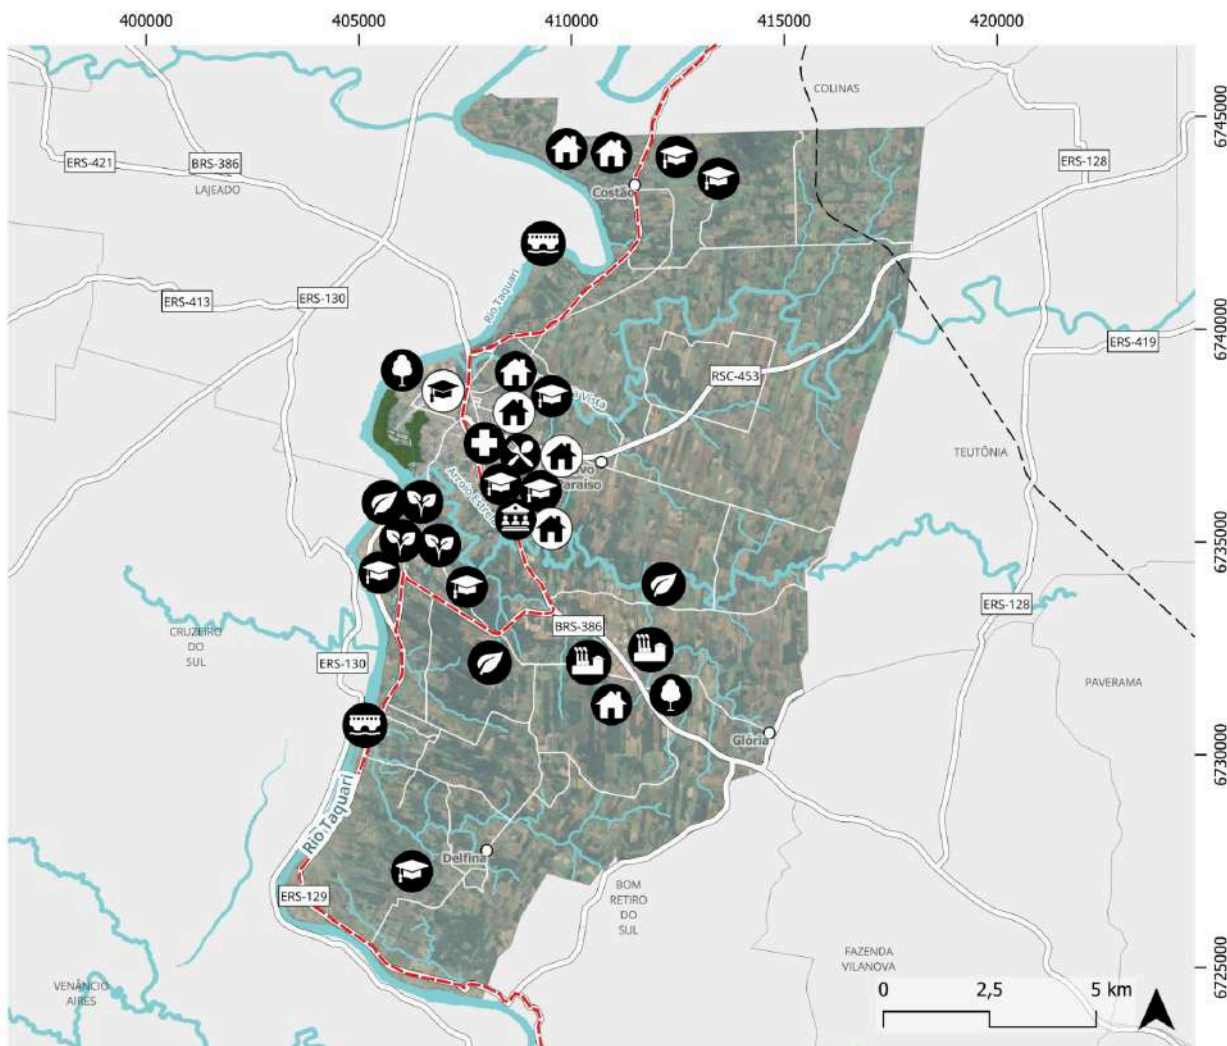 400000
405000
410000
415000
420000
COLINAS
6745000
ERS-421
BRS-386
ERS-128
LAJEADO
Costão
ERS-413
ERS-130
Rio Taquari
6740000
ERS-419
RSC-453
Vista
TEUTÔNIA
Arroio
6735000
ERS-128
BRS-386
CRUZEIRO
DO
SUL
ERS-130
PAVERAMA
Glória
6730000
Rio Taquari
Delfina
ERS-129
BOM
RETIRO
DO
SUL
FAZENDA
VILANOVA
6725000
VENÂNCIO
AIRES
0
2,5
5 km